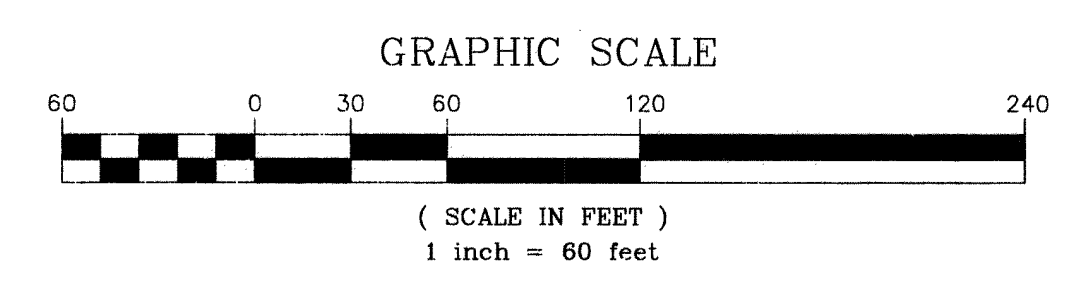 GRAPHIC SCALE
60 0 30 60 120 240
( SCALE IN FEET )
1 inch = 60 feet